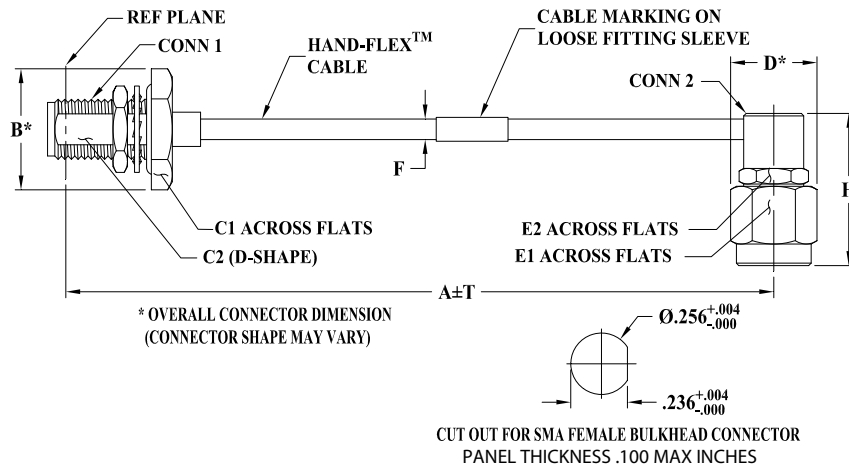 REF PLANE
CONN 1
HAND-FLEX™
CABLE
CABLE MARKING ON
LOOSE FITTING SLEEVE
D*
CONN 2
B*
F
C1 ACROSS FLATS
C2 (D-SHAPE)
E2 ACROSS FLATS
E1 ACROSS FLATS
A±T
* OVERALL CONNECTOR DIMENSION
(CONNECTOR SHAPE MAY VARY)
Ø.256+.004
-.000
.236+.004
-.000
CUT OUT FOR SMA FEMALE BULKHEAD CONNECTOR
PANEL THICKNESS .100 MAX INCHES